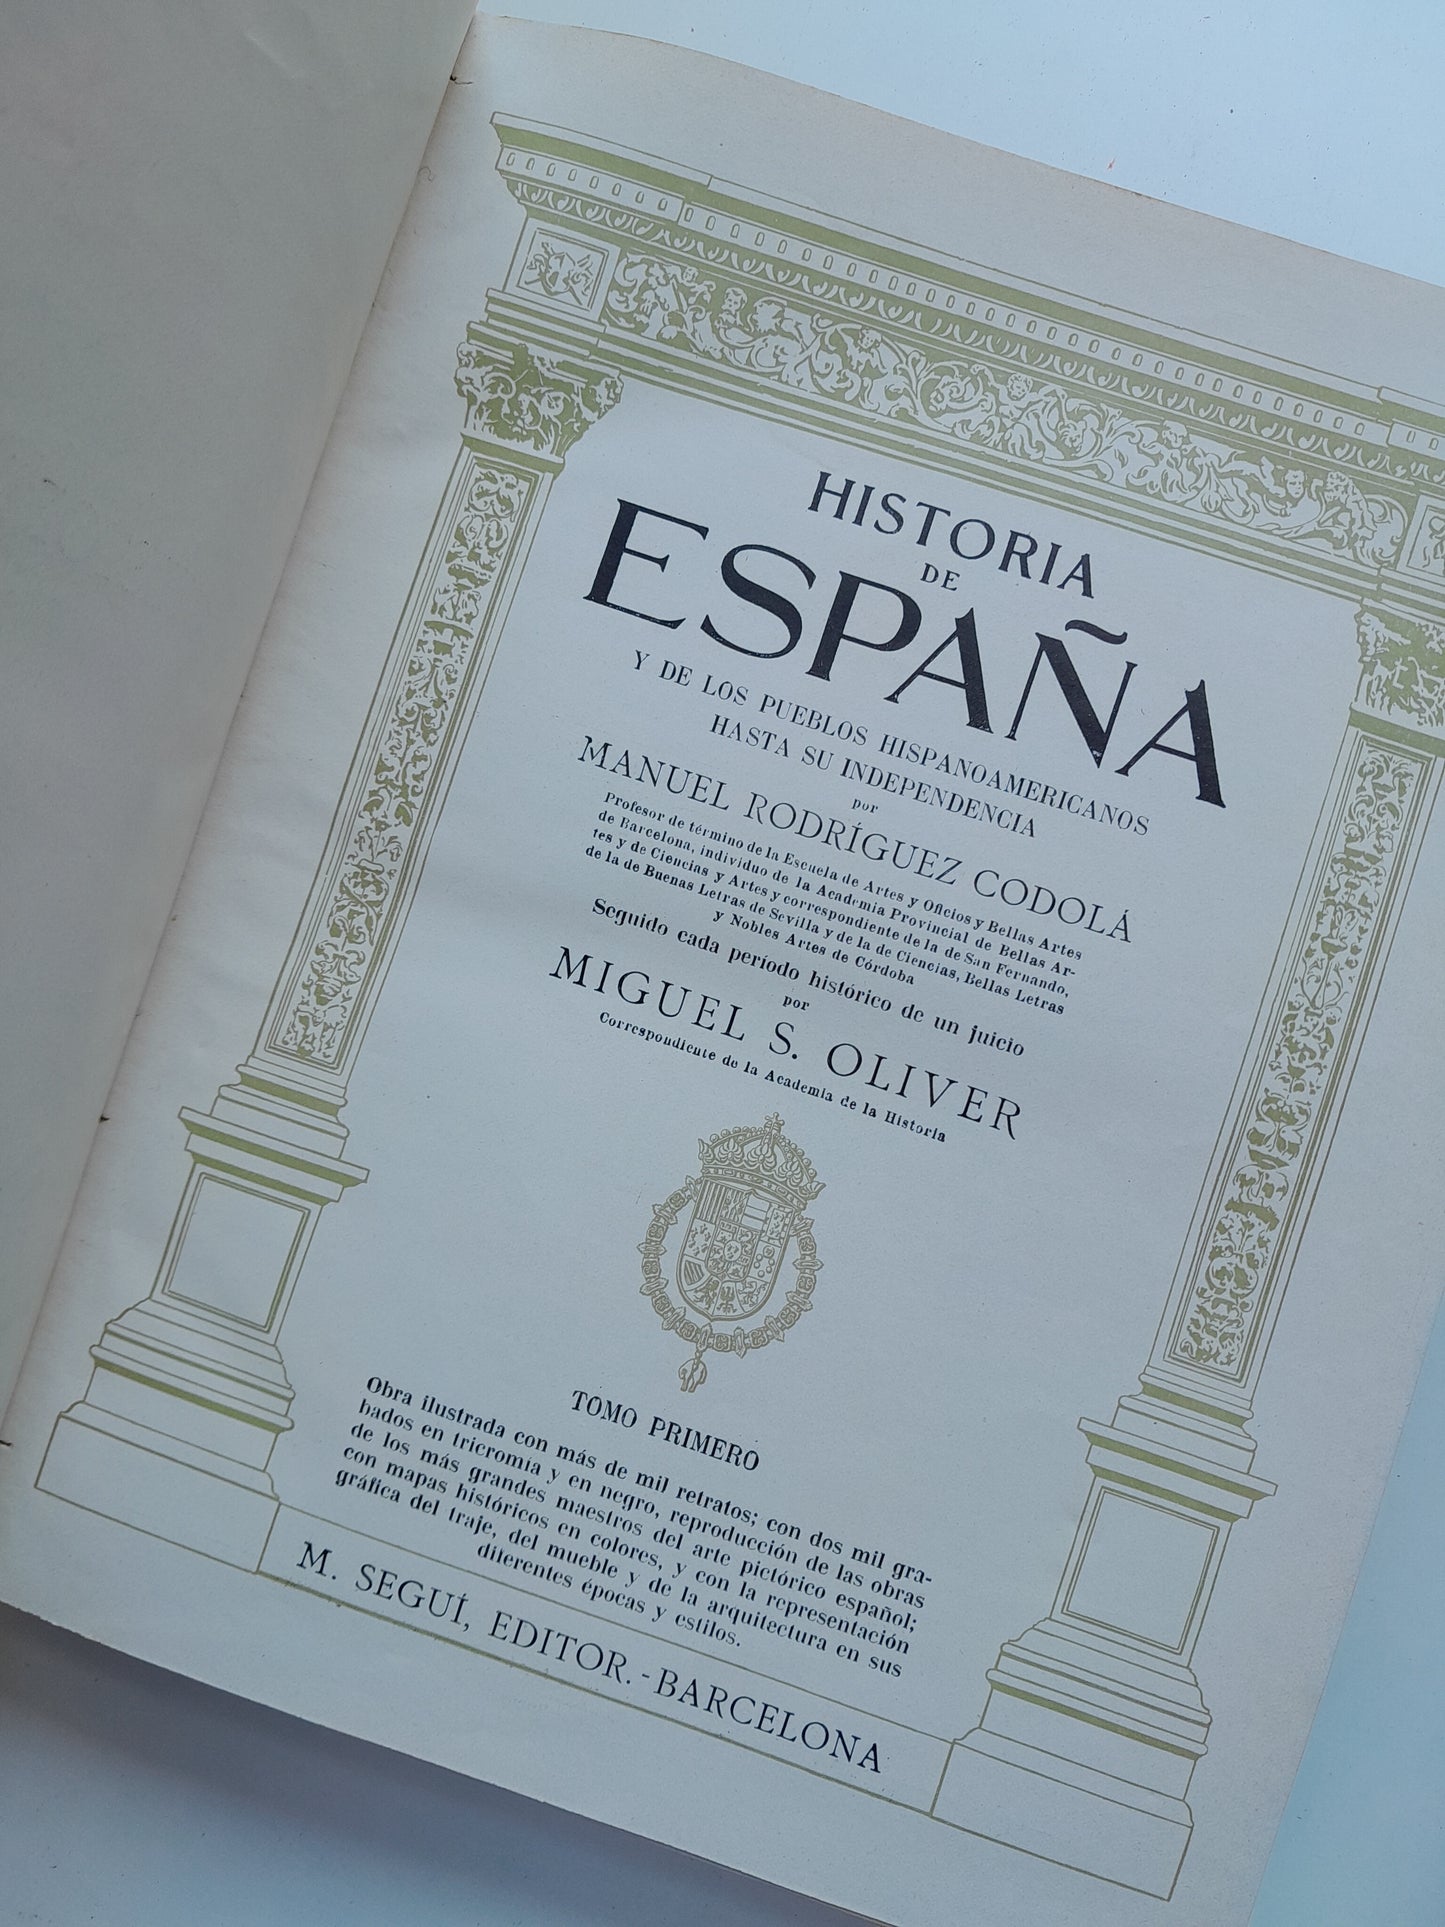 HISTORIA
DE
ESPAÑA
Y DE LOS PUEBLOS HISPANOAMERICANOS
HASTA SU INDEPENDENCIA
por
MANUEL RODRÍGUEZ CODOLÁ
Profesor de término de la Escuela de Artes y Oficios y Bellas Artes
de Barcelona, individuo de la Academia Provincial de Bellas Ar-
tes y de Ciencias y Artes y correspondiente de la de San Fernando,
de la de Buenas Letras de Sevilla y de la de Ciencias, Bellas Letras
y Nobles Artes de Córdoba
Seguido cada período histórico de un juicio
por
MIGUEL S. OLIVER
Correspondiente de la Academia de la Historia
TOMO PRIMERO
Obra ilustrada con más de mil retratos; con dos mil gra-
bados en tricromía y en negro, reproducción de las obras
de los más grandes maestros del arte pictórico español;
con mapas históricos en colores, y con la representación
gráfica del traje, del mueble y de la arquitectura en sus
diferentes épocas y estilos.
M. SEGUÍ, EDITOR.-BARCELONA